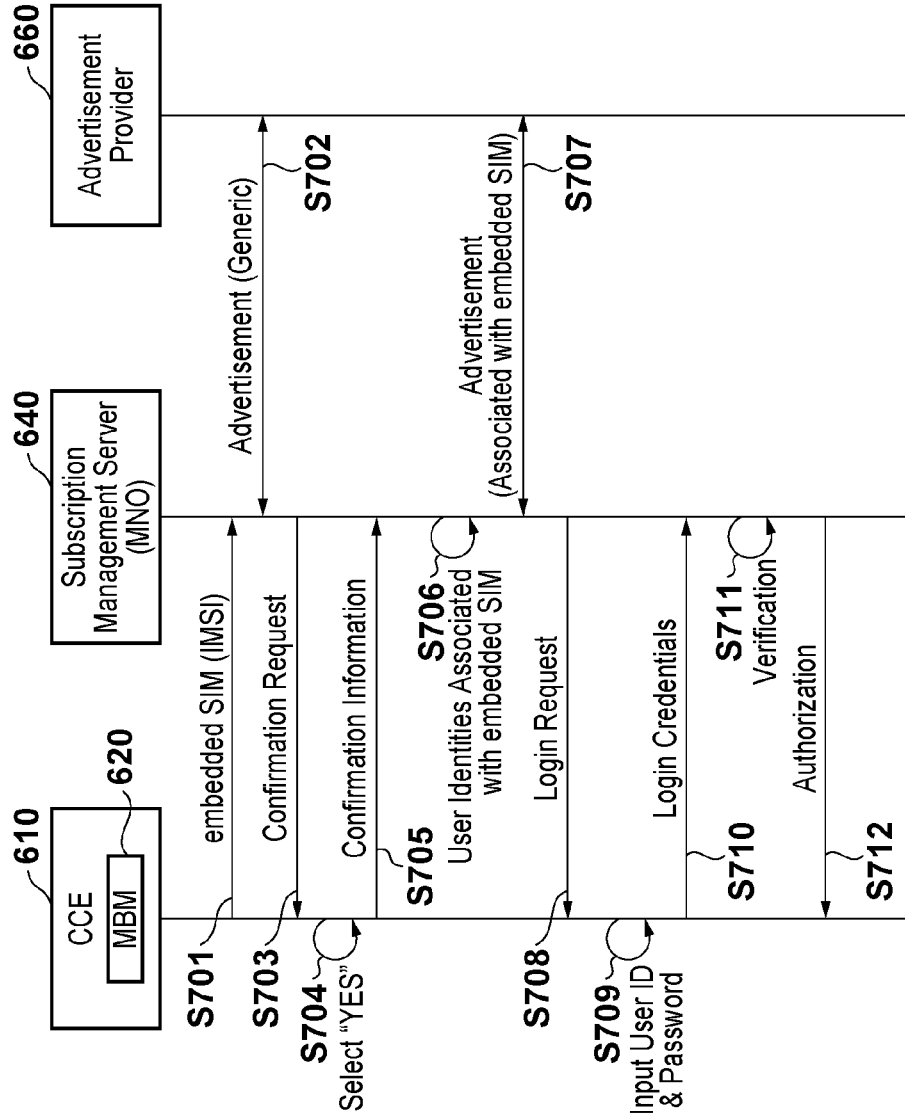 610
CCE
620
MBM
640
Subscription
Management Server
(MNO)
660
Advertisement
Provider
S701
embedded SIM (IMSI)
Advertisement (Generic)
S702
S703
Confirmation Request
S704
Select “YES”
Confirmation Information
S705
S706
User Identities Associated
with embedded SIM
Advertisement
(Associated with embedded SIM)
S707
Login Request
S708
S709
Input User ID
& Password
Login Credentials
S710
S711
Verification
Authorization
S712